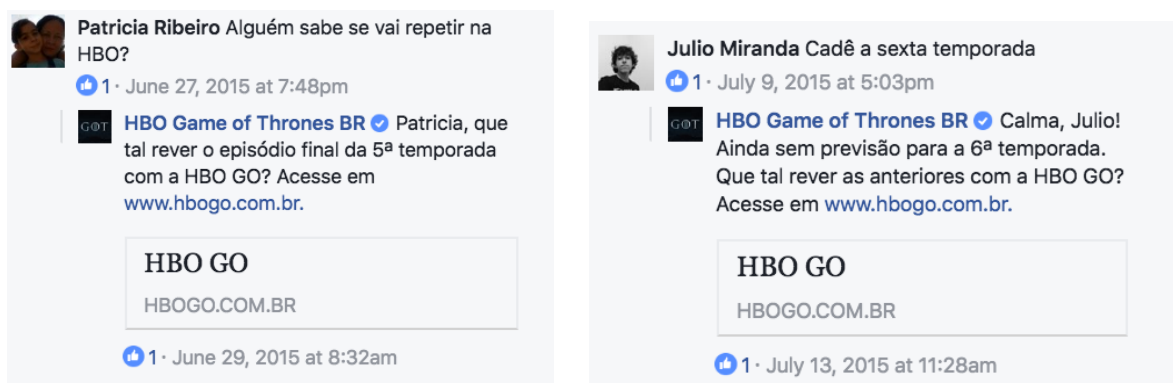 Patricia Ribeiro Alguém sabe se vai repetir na
HBO?
1 · June 27, 2015 at 7:48pm
GOT
HBO Game of Thrones BR Patricia, que
tal rever o episódio final da 5ª temporada
com a HBO GO? Acesse em
www.hbogo.com.br.
HBO GO
HBOGO.COM.BR
1 · June 29, 2015 at 8:32am
Julio Miranda Cadê a sexta temporada
1 · July 9, 2015 at 5:03pm
GOT
HBO Game of Thrones BR Calma, Julio!
Ainda sem previsão para a 6ª temporada.
Que tal rever as anteriores com a HBO GO?
Acesse em www.hbogo.com.br.
HBO GO
HBOGO.COM.BR
1 · July 13, 2015 at 11:28am